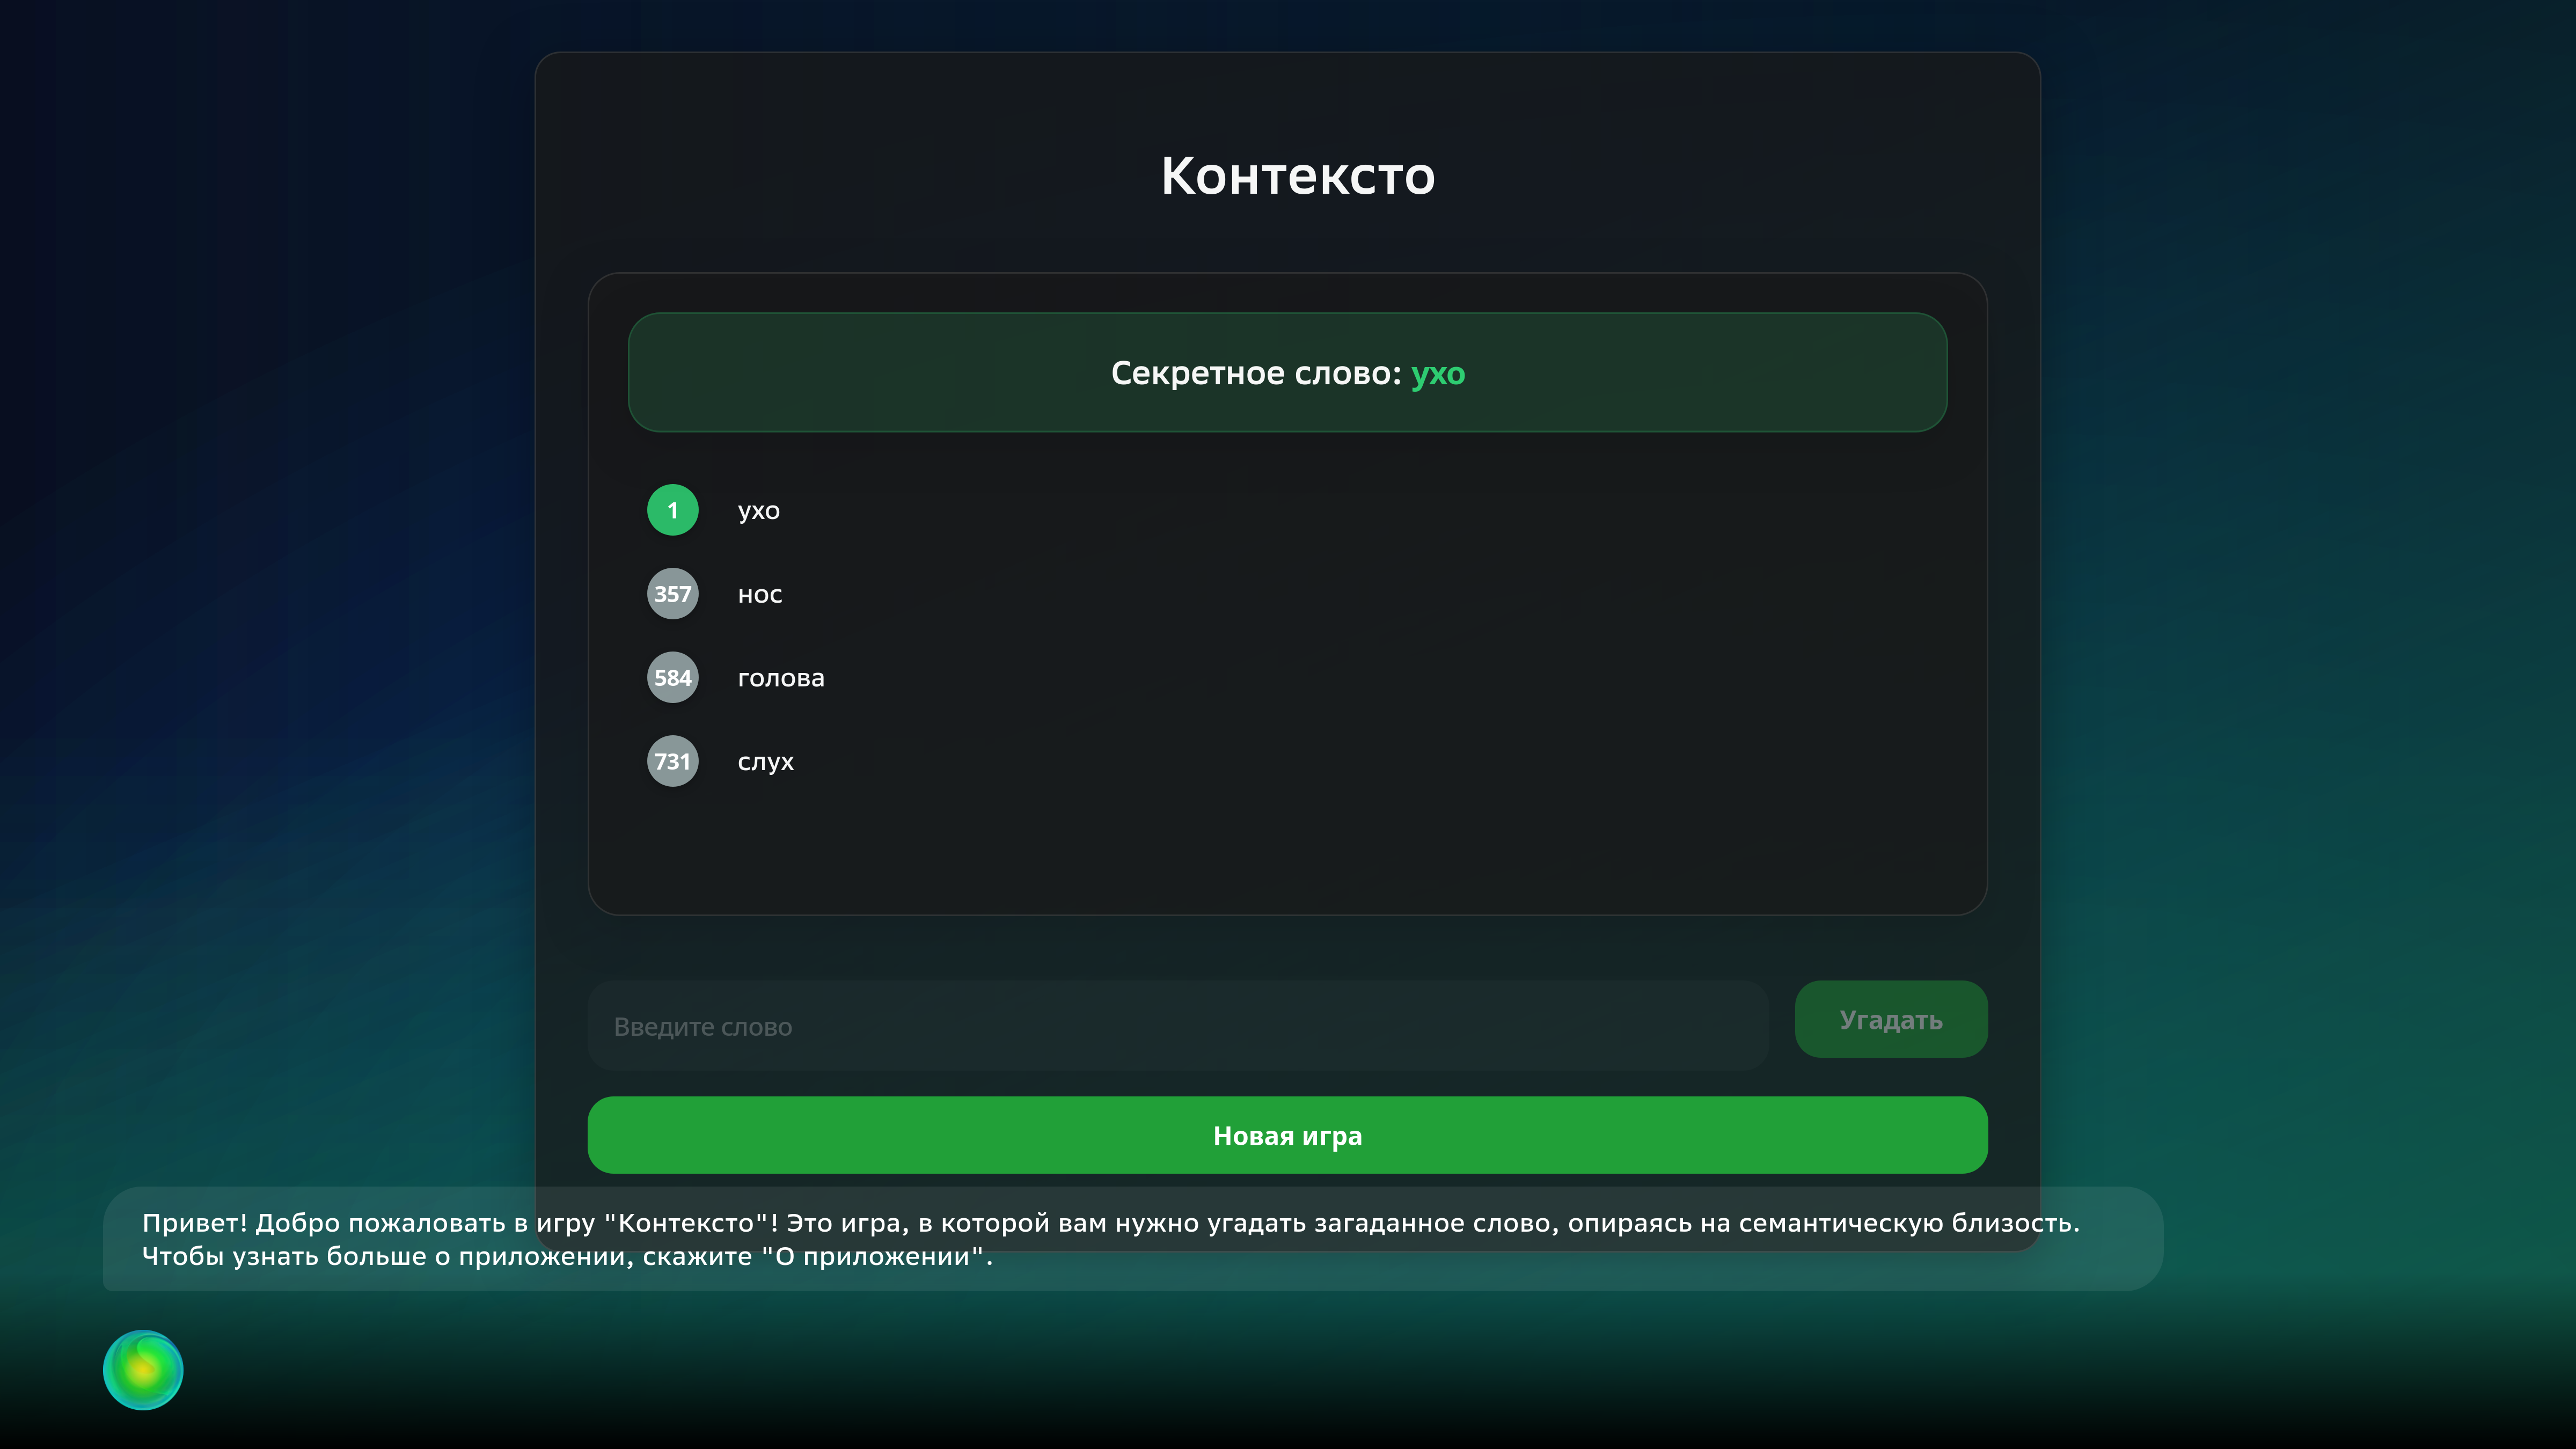 Контексто
Секретное слово: ухо
1 ухо
357 нос
584 голова
731 слух
Введите слово
Угадать
Новая игра
Привет! Добро пожаловать в игру "Контексто"! Это игра, в которой вам нужно угадать загаданное слово, опираясь на семантическую близость.
Чтобы узнать больше о приложении, скажите "О приложении".